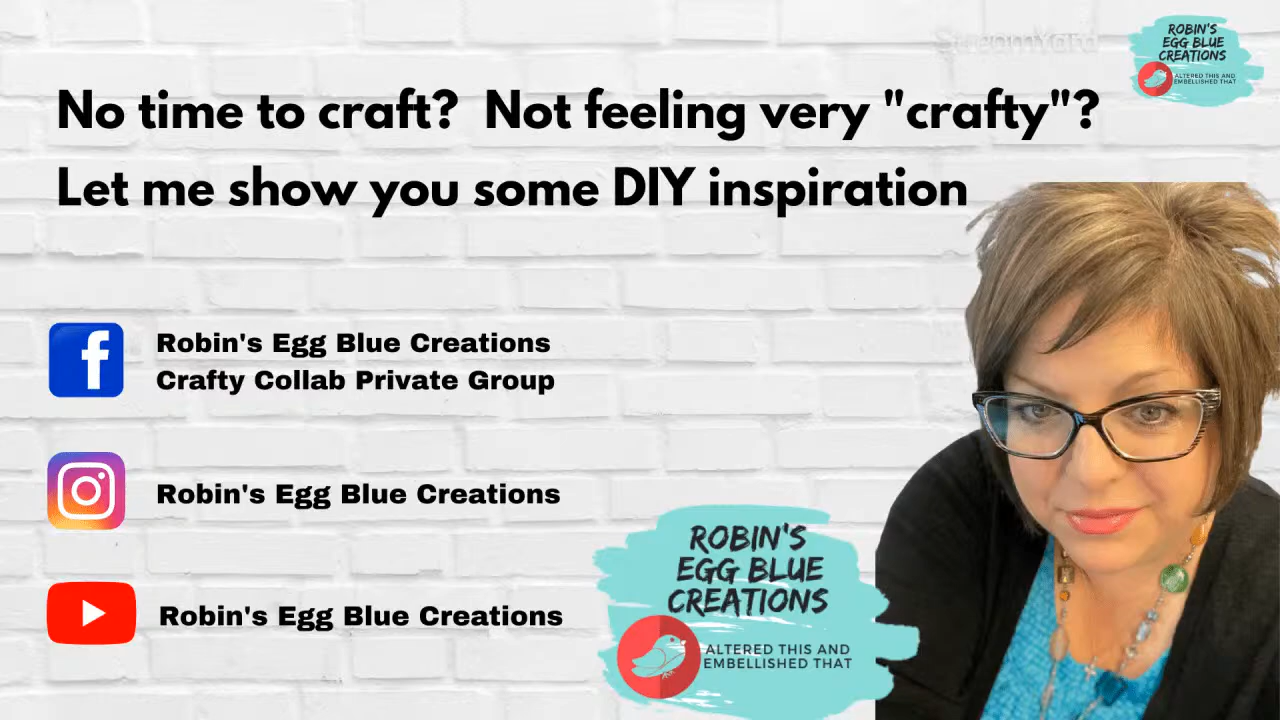 StreamYard
ROBIN'S
EGG BLUE
CREATIONS
ALTERED THIS AND
EMBELLISHED THAT
No time to craft?  Not feeling very "crafty"?
Let me show you some DIY inspiration
Robin's Egg Blue Creations
Crafty Collab Private Group
Robin's Egg Blue Creations
Robin's Egg Blue Creations
ROBIN'S
EGG BLUE
CREATIONS
ALTERED THIS AND
EMBELLISHED THAT